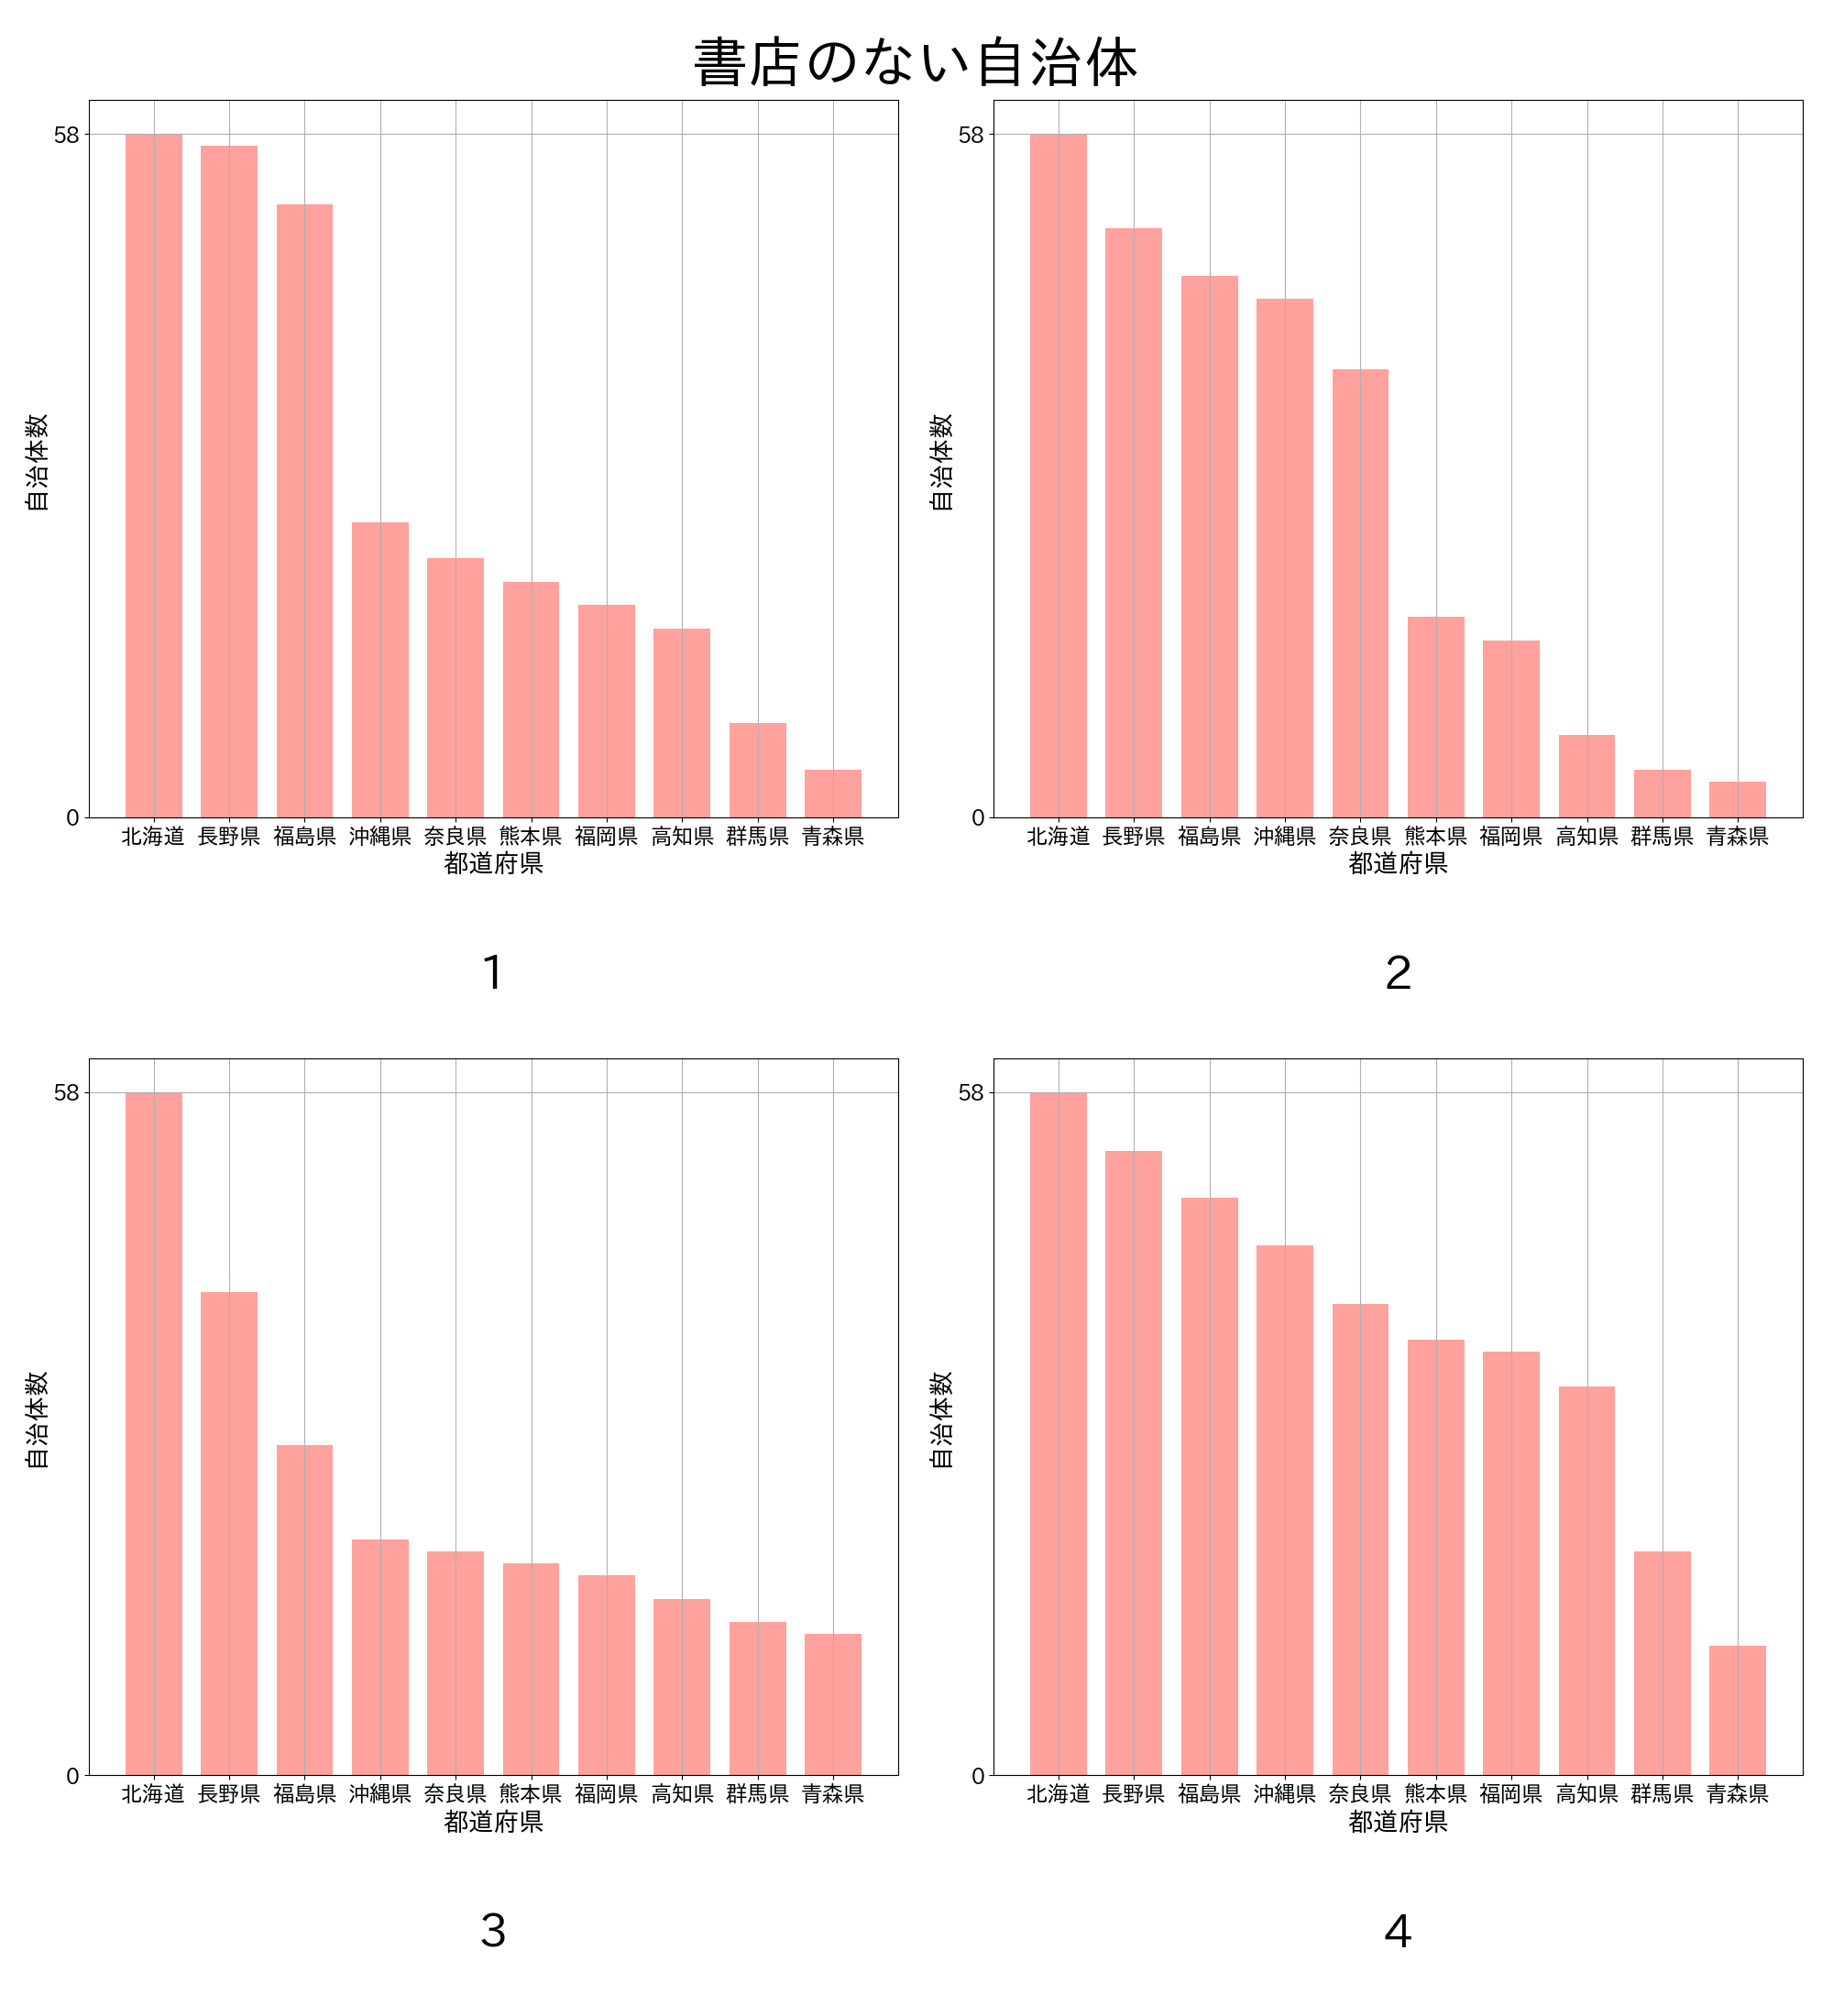 書店のない自治体
58
0
自治体数
北海道 長野県 福島県 沖縄県 奈良県 熊本県 福岡県 高知県 群馬県 青森県
都道府県
1
58
0
自治体数
北海道 長野県 福島県 沖縄県 奈良県 熊本県 福岡県 高知県 群馬県 青森県
都道府県
2
58
0
自治体数
北海道 長野県 福島県 沖縄県 奈良県 熊本県 福岡県 高知県 群馬県 青森県
都道府県
3
58
0
自治体数
北海道 長野県 福島県 沖縄県 奈良県 熊本県 福岡県 高知県 群馬県 青森県
都道府県
4